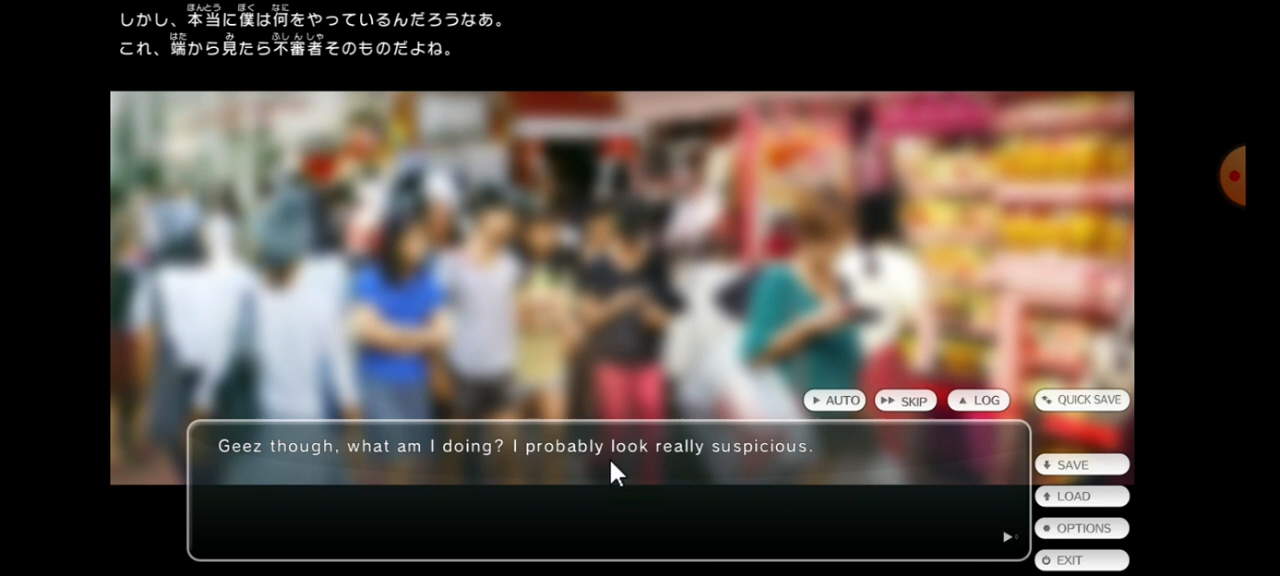 しかし、本当に僕は何をやっているんだろうなあ。
これ、端から見たら不審者そのものだよね。
AUTO
SKIP
LOG
QUICK SAVE
Geez though, what am I doing? I probably look really suspicious.
SAVE
LOAD
OPTIONS
EXIT